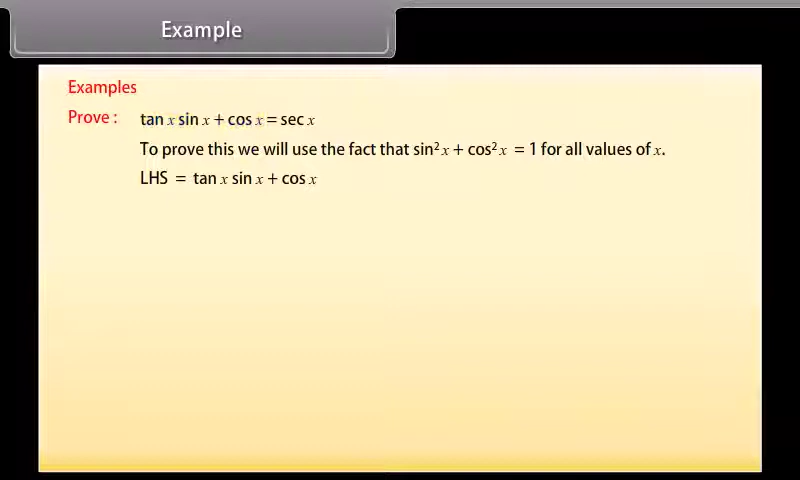 Example
Examples
Prove : tan x sin x + cos x = sec x
To prove this we will use the fact that sin² x + cos² x = 1 for all values of x.
LHS = tan x sin x + cos x